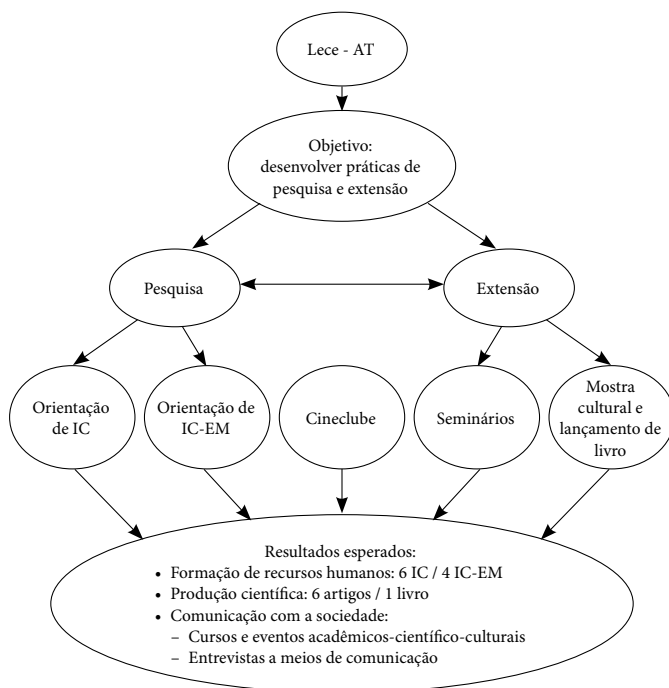 Lece - AT
Objetivo:
desenvolver práticas de
pesquisa e extensão
Pesquisa
Extensão
Orientação
de IC
Orientação de
IC-EM
Cineclube
Seminários
Mostra
cultural e
lançamento de
livro
Resultados esperados:
• Formação de recursos humanos: 6 IC / 4 IC-EM
• Produção científica: 6 artigos / 1 livro
• Comunicação com a sociedade:
– Cursos e eventos acadêmicos-científico-culturais
– Entrevistas a meios de comunicação